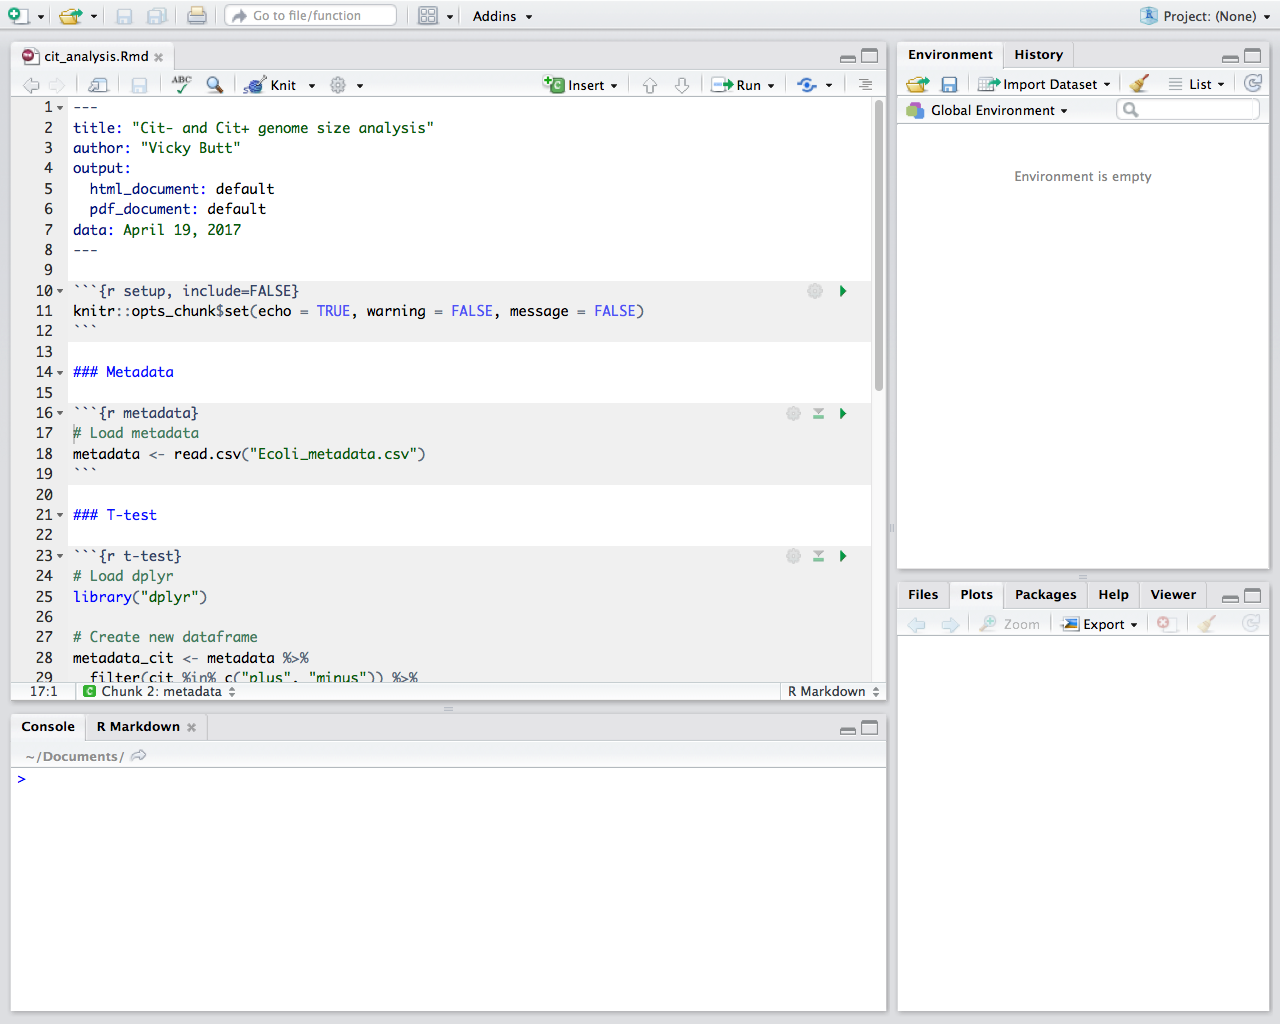 Go to file/function
Addins
Project: (None)
cit_analysis.Rmd
ABC
Knit
Insert
Run
1 ---
2 title: "Cit- and Cit+ genome size analysis"
3 author: "Vicky Butt"
4 output:
5   html_document: default
6   pdf_document: default
7 data: April 19, 2017
8 ---
9
10 ```{r setup, include=FALSE}
11 knitr::opts_chunk$set(echo = TRUE, warning = FALSE, message = FALSE)
12 ```
13
14 ### Metadata
15
16 ```{r metadata}
17 # Load metadata
18 metadata <- read.csv("Ecoli_metadata.csv")
19 ```
20
21 ### T-test
22
23 ```{r t-test}
24 # Load dplyr
25 library("dplyr")
26
27 # Create new dataframe
28 metadata_cit <- metadata %>%
29   filter(cit %in% c("plus", "minus")) %>%
17:1 C Chunk 2: metadata R Markdown
Console R Markdown
~/Documents/
>
Environment History
Import Dataset List
Global Environment
Environment is empty
Files Plots Packages Help Viewer
Zoom Export